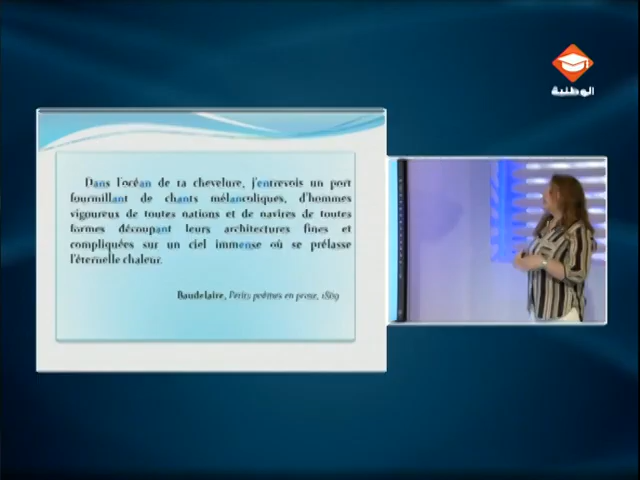 الوطنية
Dans l'océan de ta chevelure, j'entrevois un port
fourmillant de chants mélancoliques, d'hommes
vigoureux de toutes nations et de navires de toutes
formes découpant leurs architectures fines et
compliquées sur un ciel immense où se prélasse
l'éternelle chaleur.
Baudelaire, Petits poèmes en prose, 1869